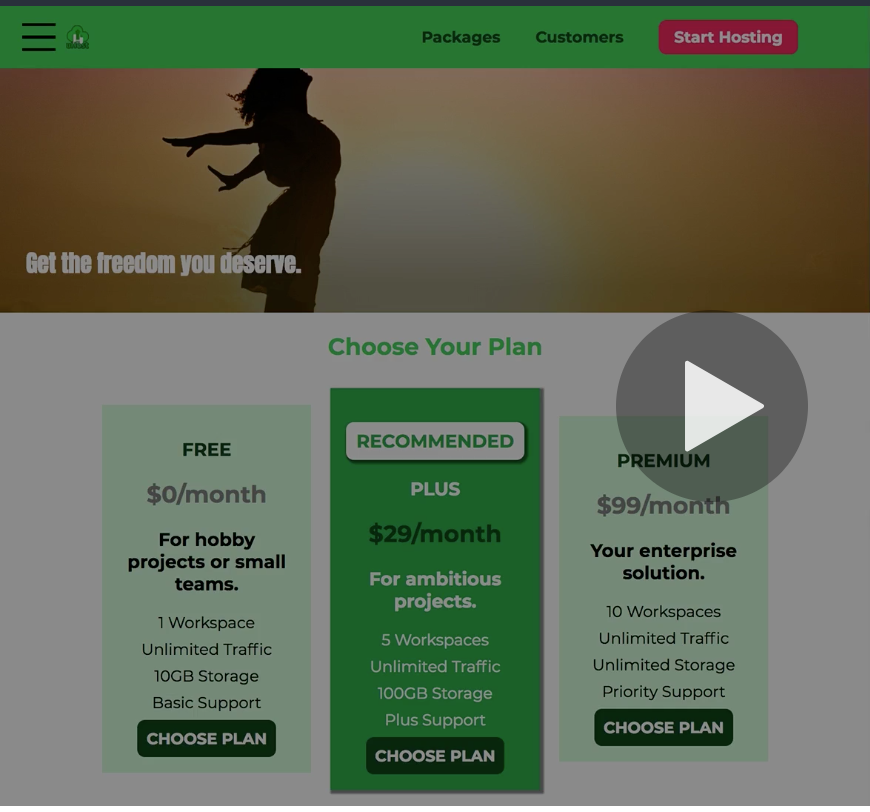 Packages
Customers
Start Hosting
Get the freedom you deserve.
Choose Your Plan
FREE
$0/month
For hobby
projects or small
teams.
1 Workspace
Unlimited Traffic
10GB Storage
Basic Support
CHOOSE PLAN
RECOMMENDED
PLUS
$29/month
For ambitious
projects.
5 Workspaces
Unlimited Traffic
100GB Storage
Plus Support
CHOOSE PLAN
PREMIUM
$99/month
Your enterprise
solution.
10 Workspaces
Unlimited Traffic
Unlimited Storage
Priority Support
CHOOSE PLAN